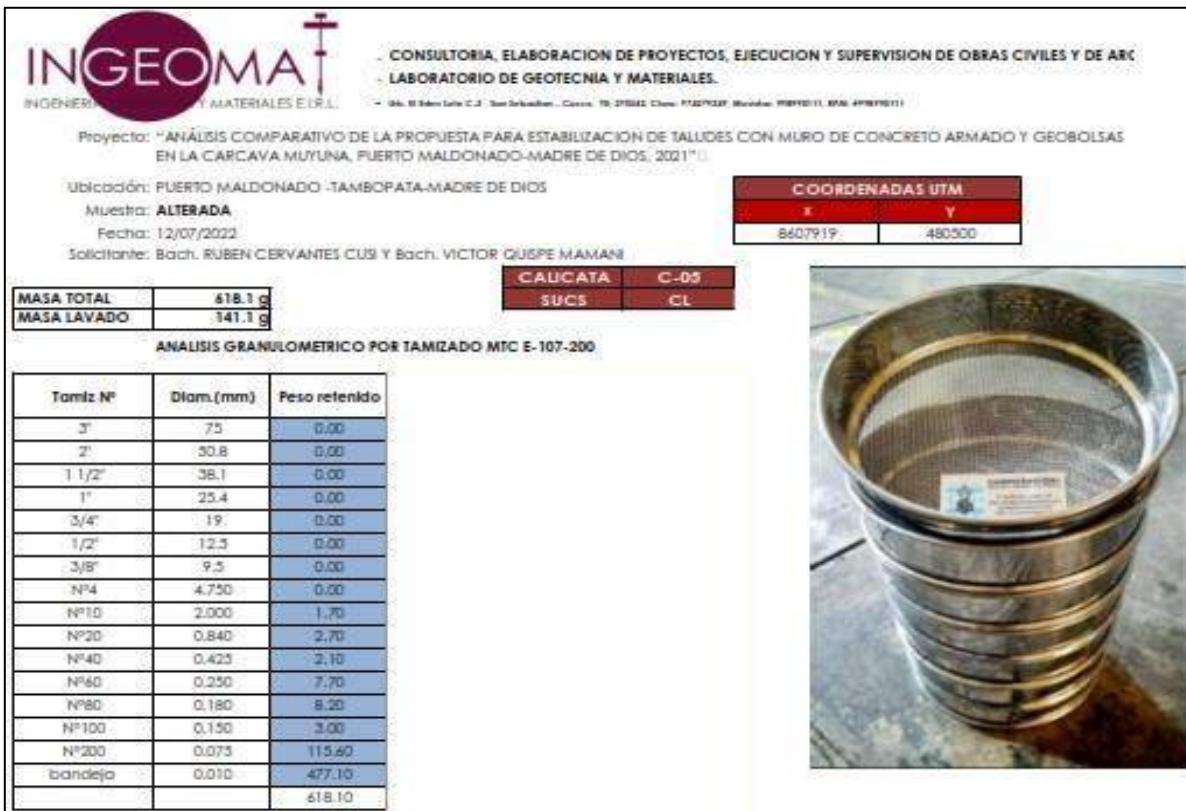 INGEOMAT
CONSULTORIA, ELABORACION DE PROYECTOS, EJECUCION Y SUPERVISION DE OBRAS CIVILES Y DE ARC
- LABORATORIO DE GEOTECNIA Y MATERIALES.
INGENIERI Y MATERIALES E.I.R.L.
Proyecto: "ANÁLISIS COMPARATIVO DE LA PROPUESTA PARA ESTABILIZACION DE TALUDES CON MURO DE CONCRETO ARMADO Y GEOBOLSAS
EN LA CARCAVA MUYUNA, PUERTO MALDONADO-MADRE DE DIOS, 2021"
Ubicación: PUERTO MALDONADO -TAMBOPATA-MADRE DE DIOS
Muestra: ALTERADA
Fecha: 12/07/2022
Solicitante: Bach. RUBEN CERVANTES CUSI Y Bach. VICTOR QUISPE MAMANI
COORDENADAS UTM
X Y
8607919 480500
CALICATA C-05
SUCS CL
MASA TOTAL 618.1 g
MASA LAVADO 141.1 g
ANALISIS GRANULOMETRICO POR TAMIZADO MTC E-107-200
Tamiz Nº Diam.(mm) Peso retenido
3" 75 0.00
2" 50.8 0.00
1 1/2" 38.1 0.00
1" 25.4 0.00
3/4" 19 0.00
1/2" 12.5 0.00
3/8" 9.5 0.00
Nº4 4.750 0.00
Nº10 2.000 1.70
Nº20 0.840 2.70
Nº40 0.425 2.10
Nº60 0.250 7.70
Nº80 0.180 8.20
Nº100 0.150 3.00
Nº200 0.075 115.60
bandeja 0.010 477.10
618.10